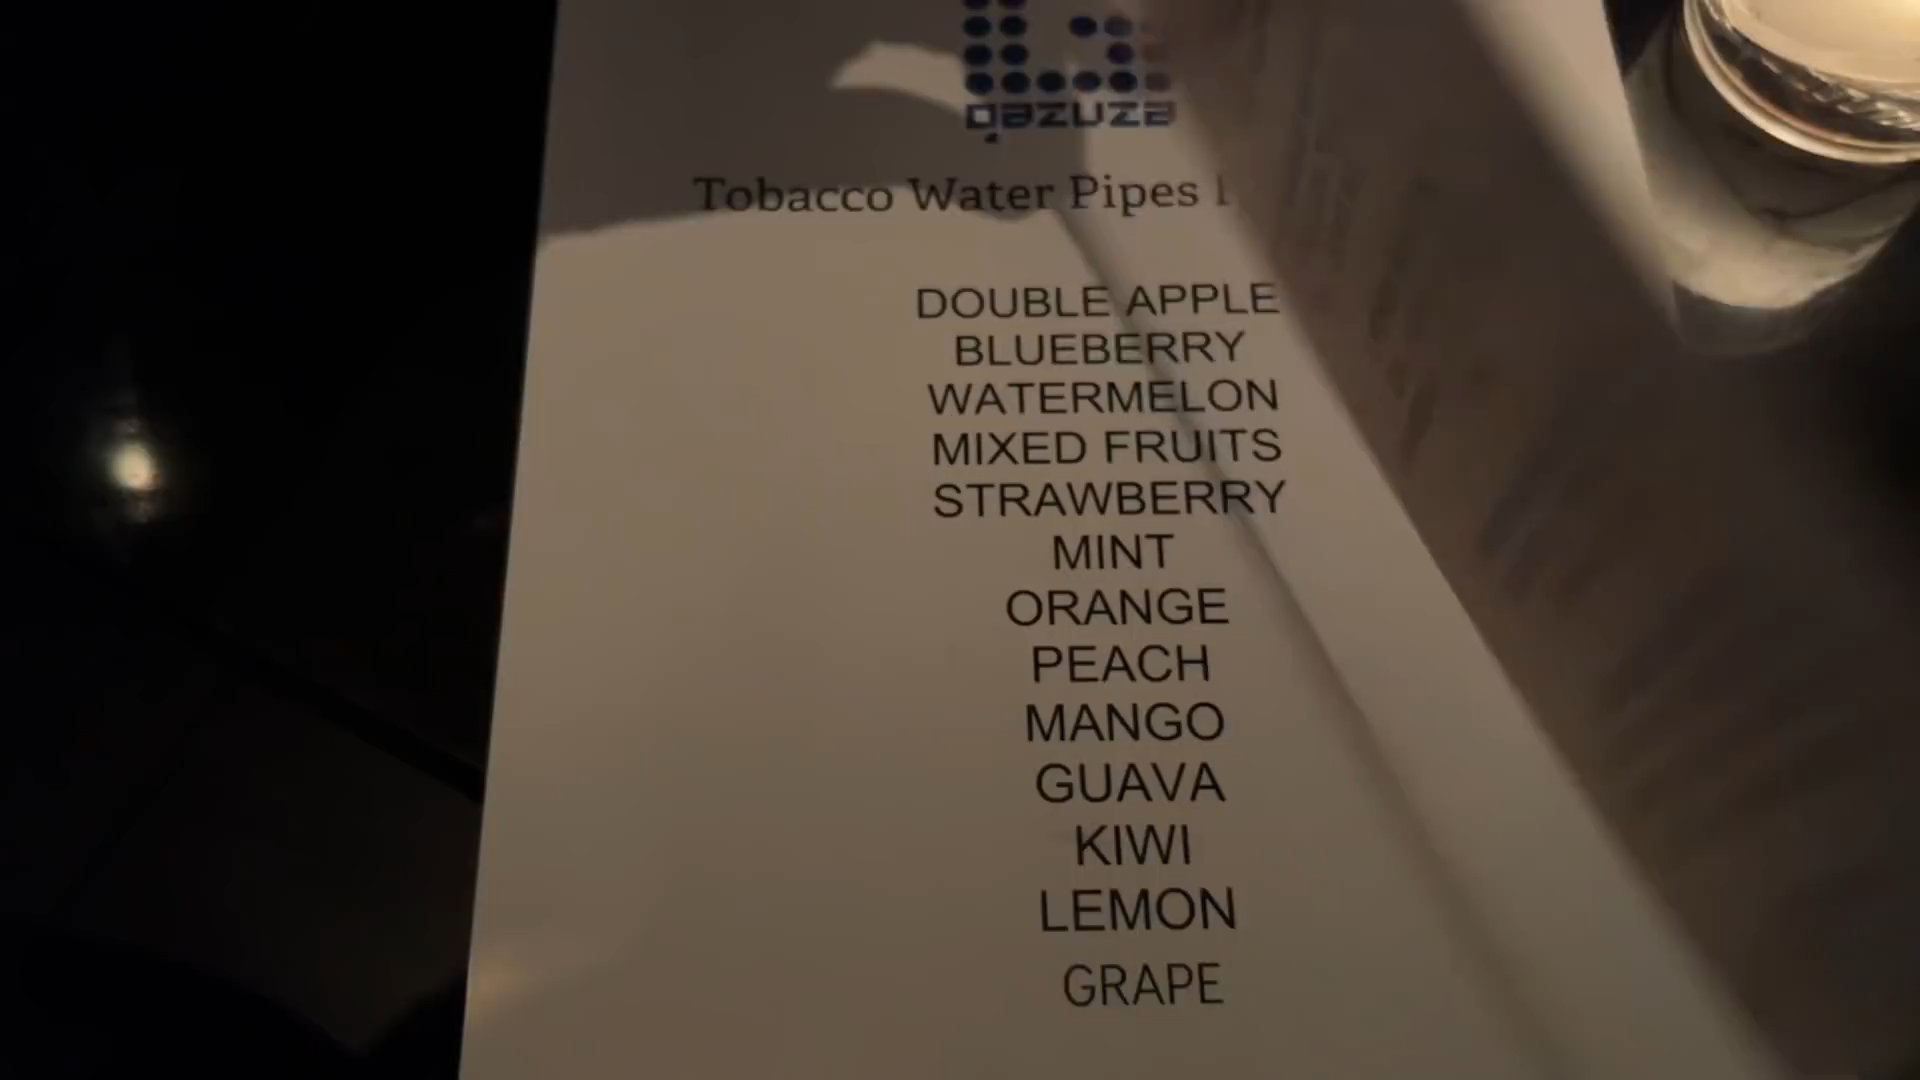 qazuza
Tobacco Water Pipes
DOUBLE APPLE
BLUEBERRY
WATERMELON
MIXED FRUITS
STRAWBERRY
MINT
ORANGE
PEACH
MANGO
GUAVA
KIWI
LEMON
GRAPE